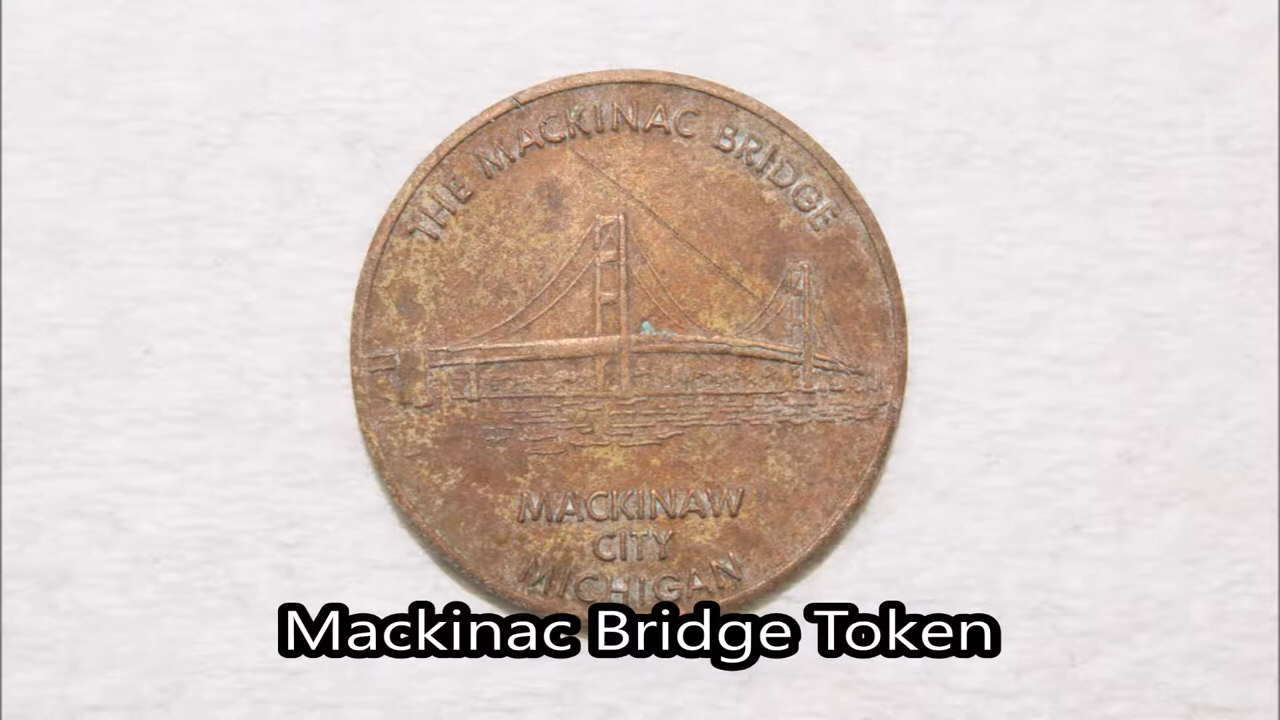 THE MACKINAC BRIDGE
MACKINAW
CITY
MICHIGAN
Mackinac Bridge Token